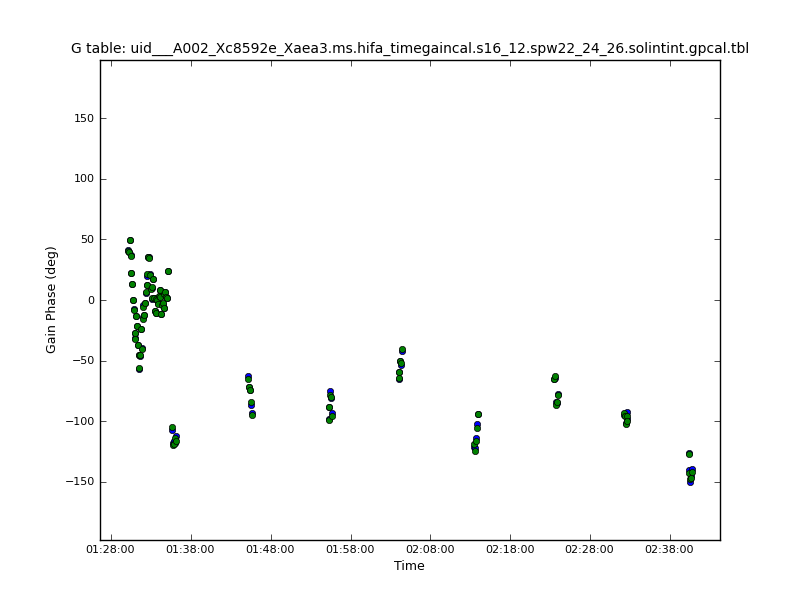 G table: uid___A002_Xc8592e_Xaea3.ms.hifa_timegaincal.s16_12.spw22_24_26.solintint.gpcal.tbl
150
100
50
0
−50
−100
−150
Gain Phase (deg)
01:28:00 01:38:00 01:48:00 01:58:00 02:08:00 02:18:00 02:28:00 02:38:00
Time